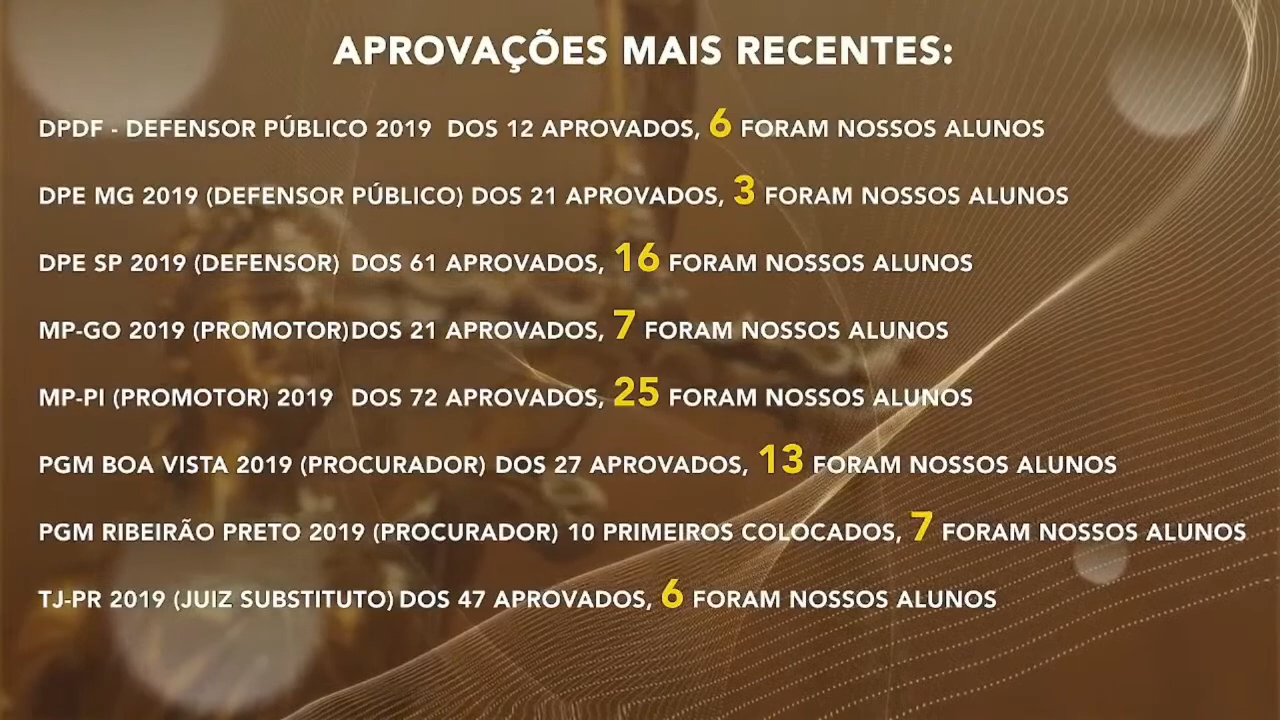 APROVAÇÕES MAIS RECENTES:
DPDF - DEFENSOR PÚBLICO 2019 DOS 12 APROVADOS, 6 FORAM NOSSOS ALUNOS
DPE MG 2019 (DEFENSOR PÚBLICO) DOS 21 APROVADOS, 3 FORAM NOSSOS ALUNOS
DPE SP 2019 (DEFENSOR) DOS 61 APROVADOS, 16 FORAM NOSSOS ALUNOS
MP-GO 2019 (PROMOTOR) DOS 21 APROVADOS, 7 FORAM NOSSOS ALUNOS
MP-PI (PROMOTOR) 2019 DOS 72 APROVADOS, 25 FORAM NOSSOS ALUNOS
PGM BOA VISTA 2019 (PROCURADOR) DOS 27 APROVADOS, 13 FORAM NOSSOS ALUNOS
PGM RIBEIRÃO PRETO 2019 (PROCURADOR) 10 PRIMEIROS COLOCADOS, 7 FORAM NOSSOS ALUNOS
TJ-PR 2019 (JUIZ SUBSTITUTO) DOS 47 APROVADOS, 6 FORAM NOSSOS ALUNOS